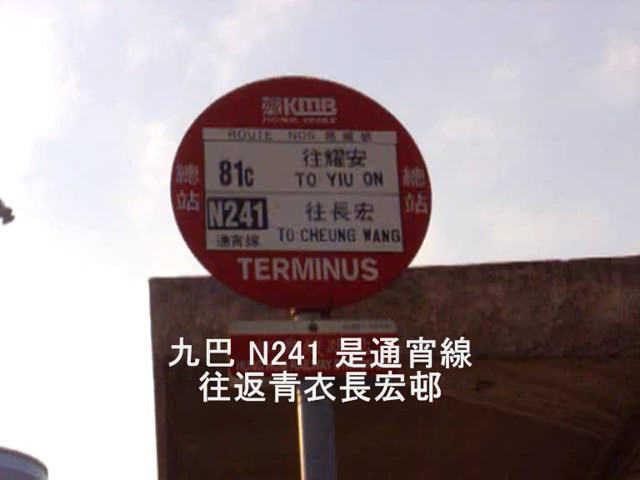 KMB
ROUTE NOS. 路線號
總站
81C
往耀安
TO YIU ON
總站
N241
通宵線
往長宏
TO CHEUNG WANG
TERMINUS
九巴 N241 是通宵線
往返青衣長宏邨